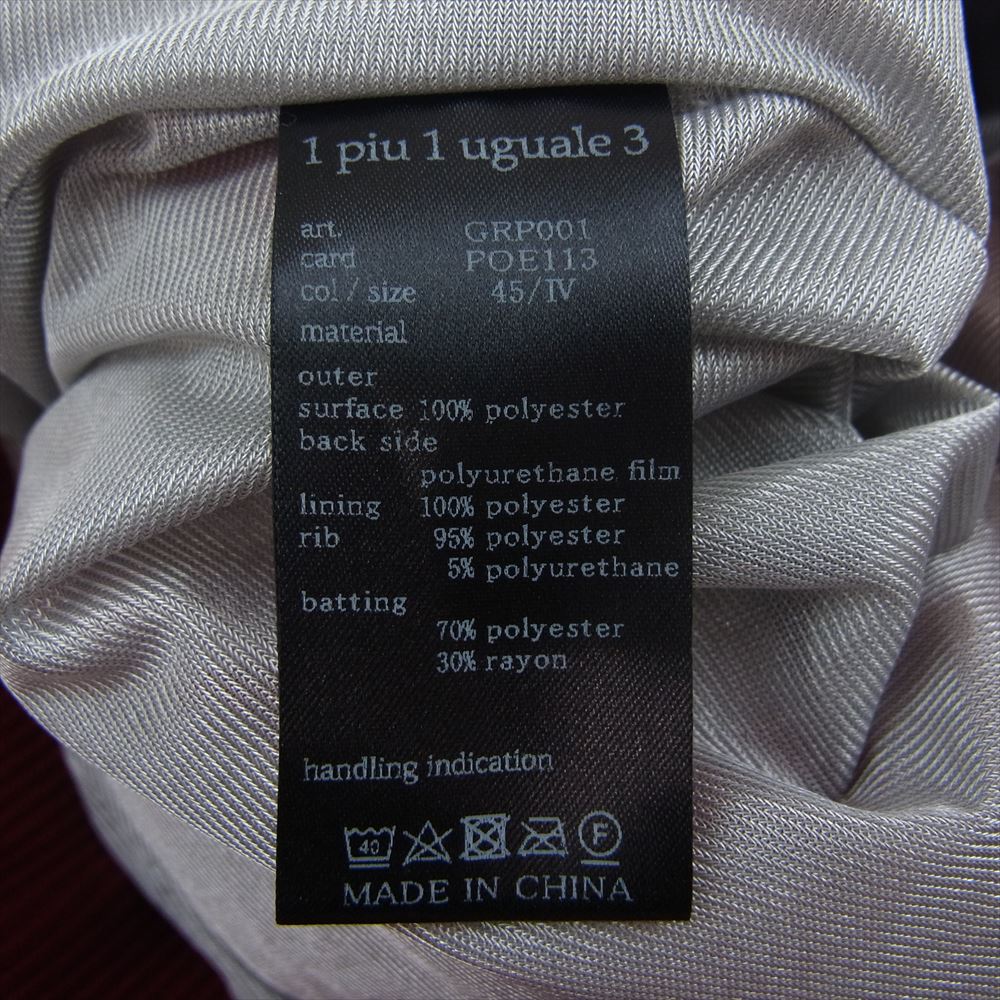 1 piu 1 uguale 3
art. GRP001
card POE113
col / size 45/Ⅳ
material
outer
surface 100% polyester
back side
polyurethane film
lining 100% polyester
rib 95% polyester
5% polyurethane
batting
70% polyester
30% rayon
handling indication
40 F
MADE IN CHINA